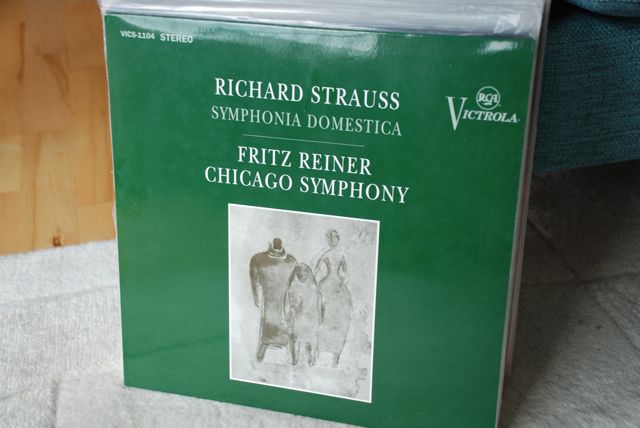 VICS-1104 STEREO
RICHARD STRAUSS
SYMPHONIA DOMESTICA
RCA
VICTROLA
FRITZ REINER
CHICAGO SYMPHONY